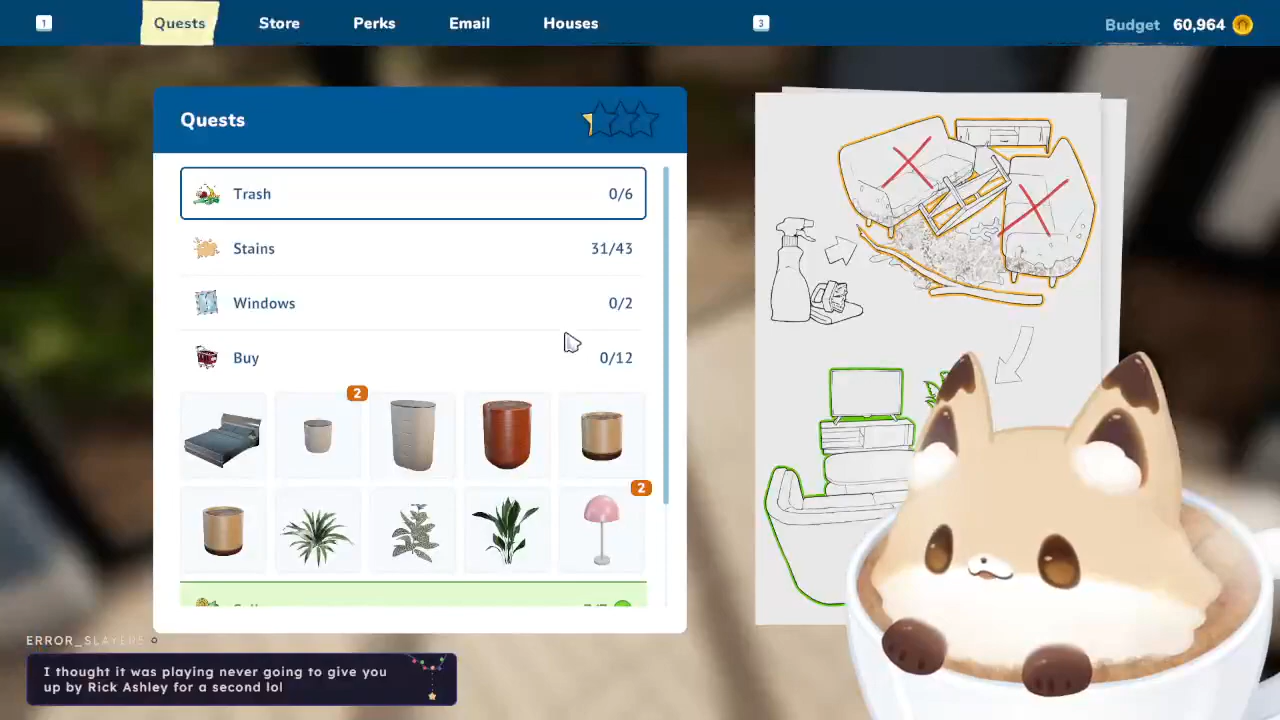 1 Quests Store Perks Email Houses 3 Budget 60,964
Quests
Trash 0/6
Stains 31/43
Windows 0/2
Buy 0/12
2
2
ERROR_SLAYER
I thought it was playing never going to give you
up by Rick Ashley for a second lol